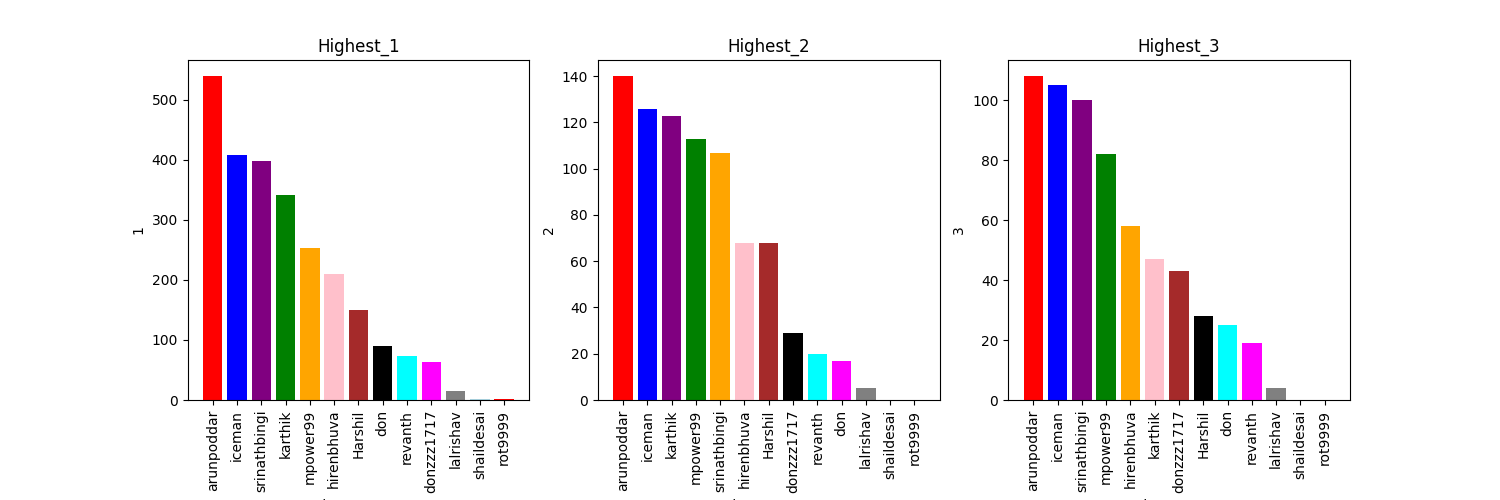 Highest_1
500
400
300
200
100
0
1
arunpoddar
iceman
srinathbingi
karthik
mpower99
hirenbhuva
Harshil
don
revanth
donzzz1717
lalrishav
shaildesai
rot9999
Highest_2
140
120
100
80
60
40
20
0
2
arunpoddar
iceman
karthik
mpower99
srinathbingi
hirenbhuva
Harshil
donzzz1717
revanth
don
lalrishav
shaildesai
rot9999
Highest_3
100
80
60
40
20
0
3
arunpoddar
iceman
srinathbingi
mpower99
hirenbhuva
karthik
donzzz1717
Harshil
don
revanth
lalrishav
shaildesai
rot9999